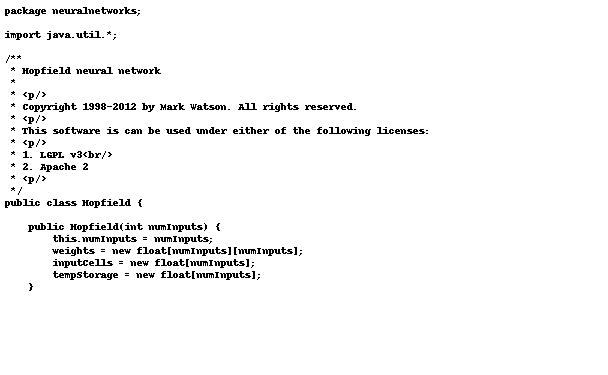 package neuralnetworks;

import java.util.*;

/**
 * Hopfield neural network
 *
 * <p/>
 * Copyright 1998-2012 by Mark Watson. All rights reserved.
 * <p/>
 * This software is can be used under either of the following licenses:
 * <p/>
 * 1. LGPL v3<br/>
 * 2. Apache 2
 * <p/>
 */
public class Hopfield {

    public Hopfield(int numInputs) {
        this.numInputs = numInputs;
        weights = new float[numInputs][numInputs];
        inputCells = new float[numInputs];
        tempStorage = new float[numInputs];
    }